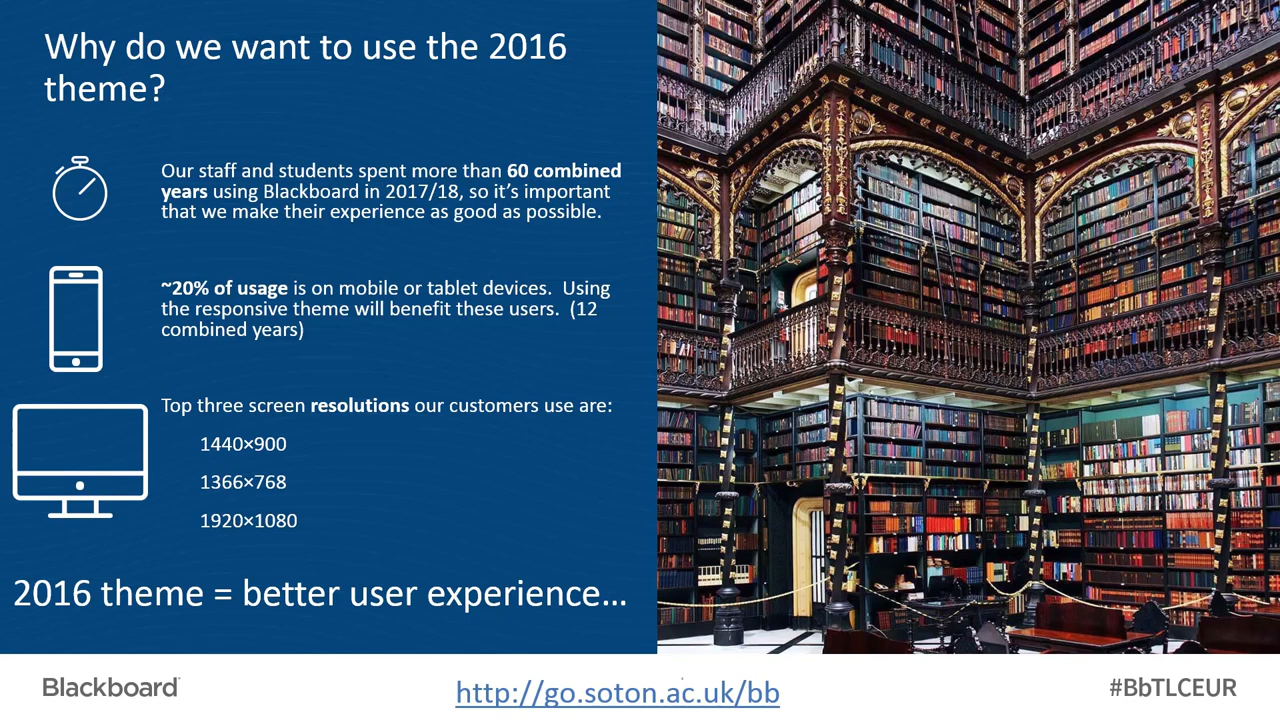 Why do we want to use the 2016
theme?
Our staff and students spent more than 60 combined
years using Blackboard in 2017/18, so it's important
that we make their experience as good as possible.
~20% of usage is on mobile or tablet devices.  Using
the responsive theme will benefit these users.  (12
combined years)
Top three screen resolutions our customers use are:
1440×900
1366×768
1920×1080
2016 theme = better user experience…
Blackboard
http://go.soton.ac.uk/bb
#BbTLCEUR